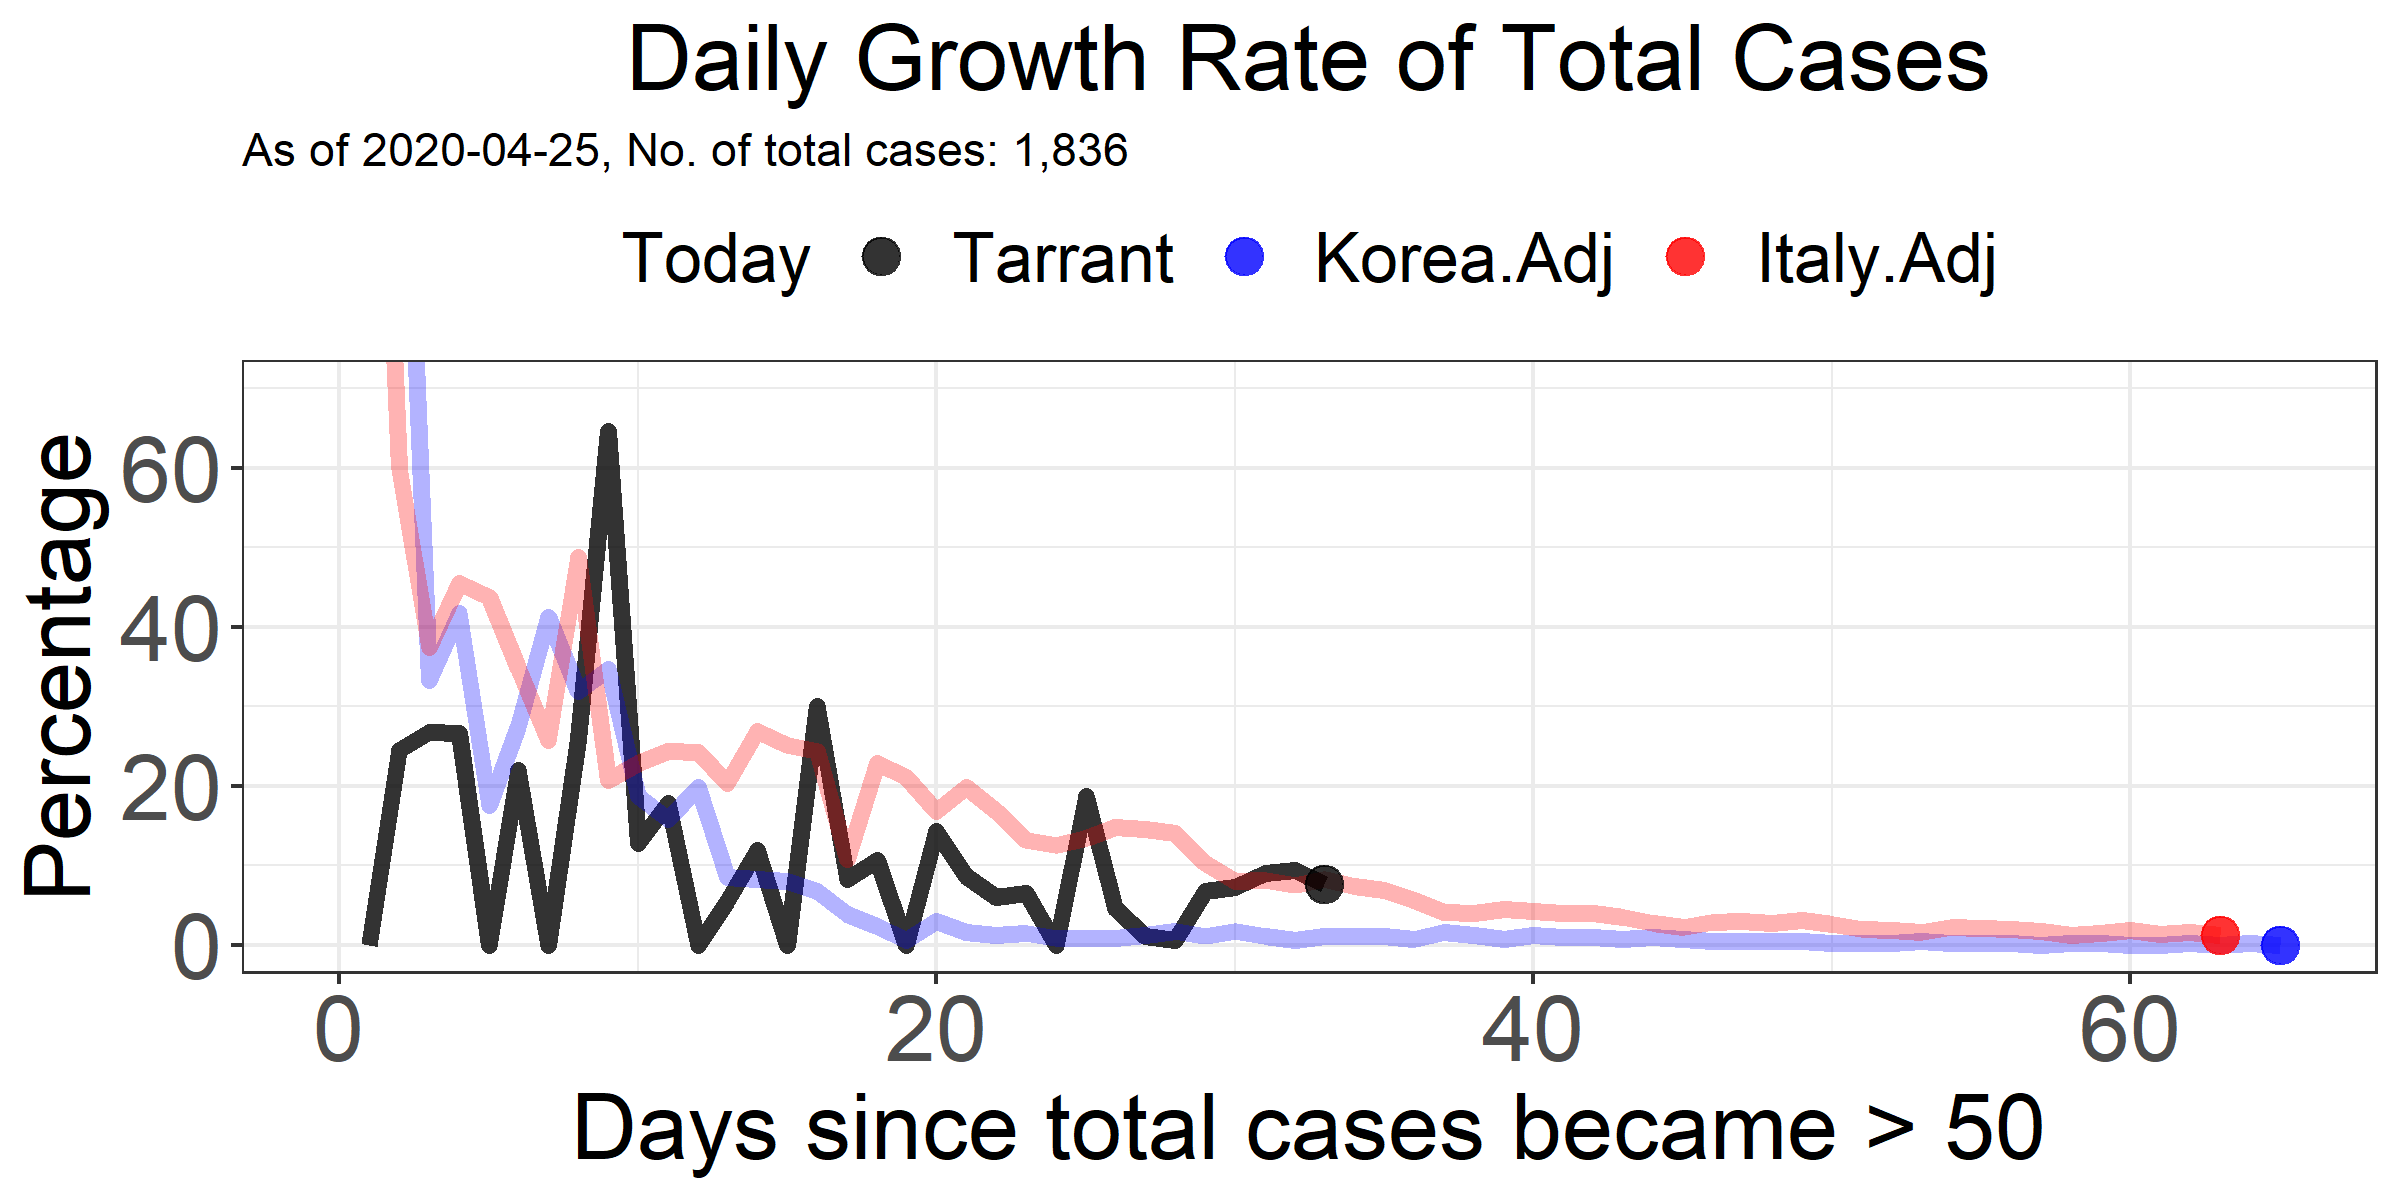 Daily Growth Rate of Total Cases
As of 2020-04-25, No. of total cases: 1,836
Today Tarrant Korea.Adj Italy.Adj
Percentage
60
40
20
0
0 20 40 60
Days since total cases became > 50